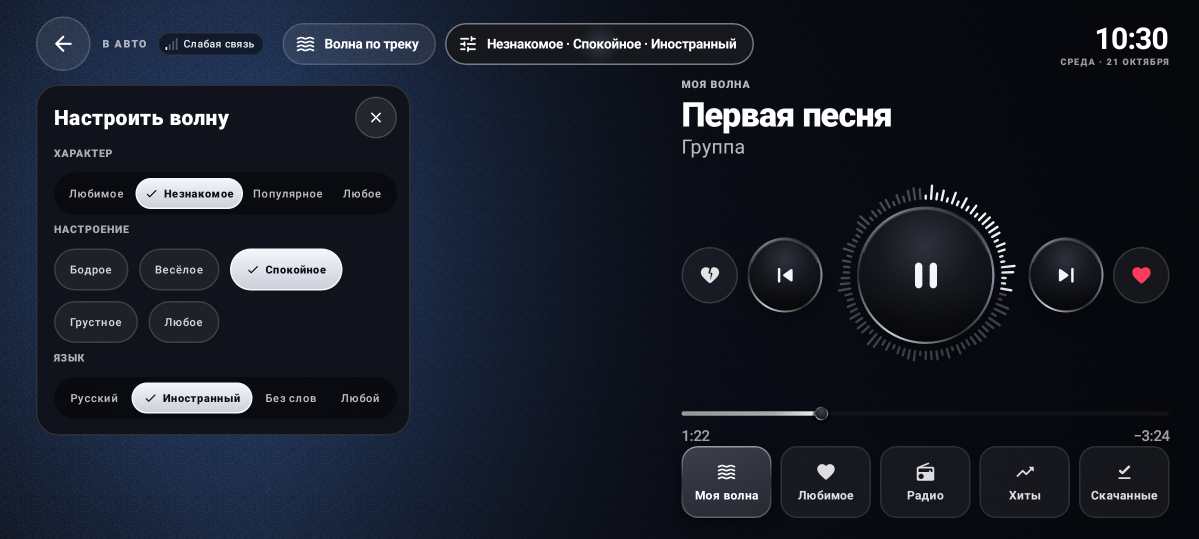 В АВТО
Слабая связь
Волна по треку
Незнакомое · Спокойное · Иностранный
10:30
СРЕДА · 21 ОКТЯБРЯ
Настроить волну
ХАРАКТЕР
Любимое
Незнакомое
Популярное
Любое
НАСТРОЕНИЕ
Бодрое
Весёлое
Спокойное
Грустное
Любое
ЯЗЫК
Русский
Иностранный
Без слов
Любой
МОЯ ВОЛНА
Первая песня
Группа
1:22
−3:24
Моя волна
Любимое
Радио
Хиты
Скачанные